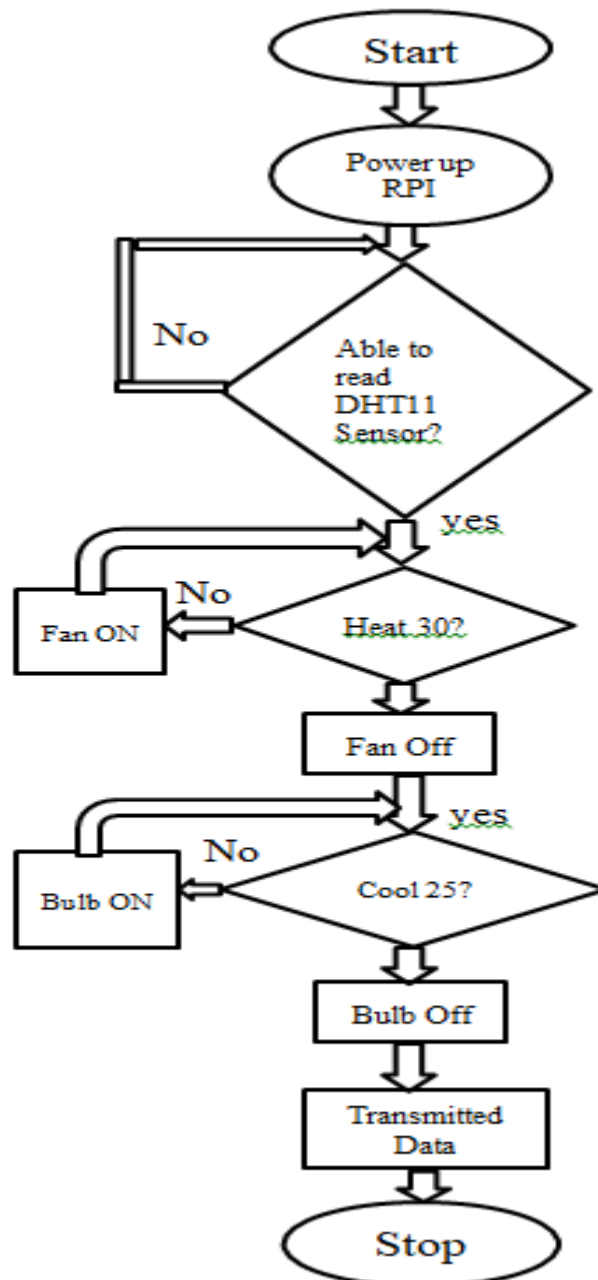 Start
Power up
RPI
No
Able to
read
DHT11
Sensor?
yes
No
Fan ON
Heat 30?
Fan Off
yes
No
Bulb ON
Cool 25?
Bulb Off
Transmitted
Data
Stop